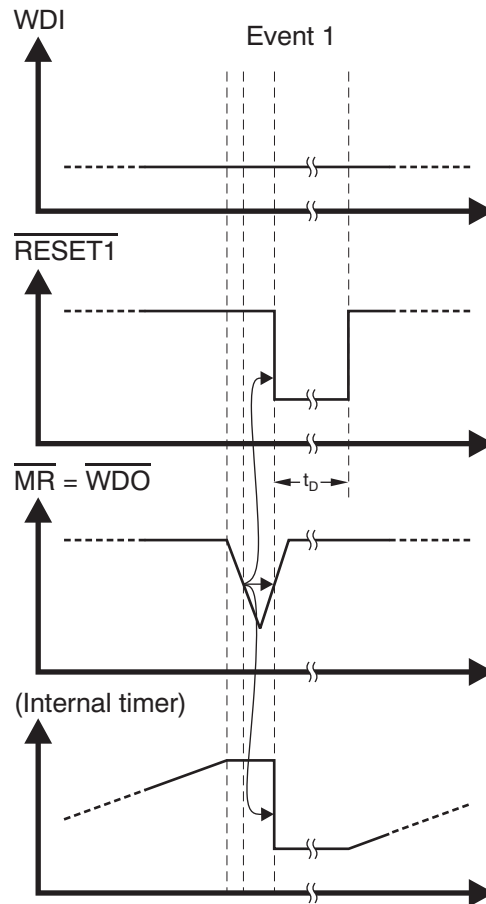 WDI
Event 1
RESET1
MR = WDO
t_D
(Internal timer)